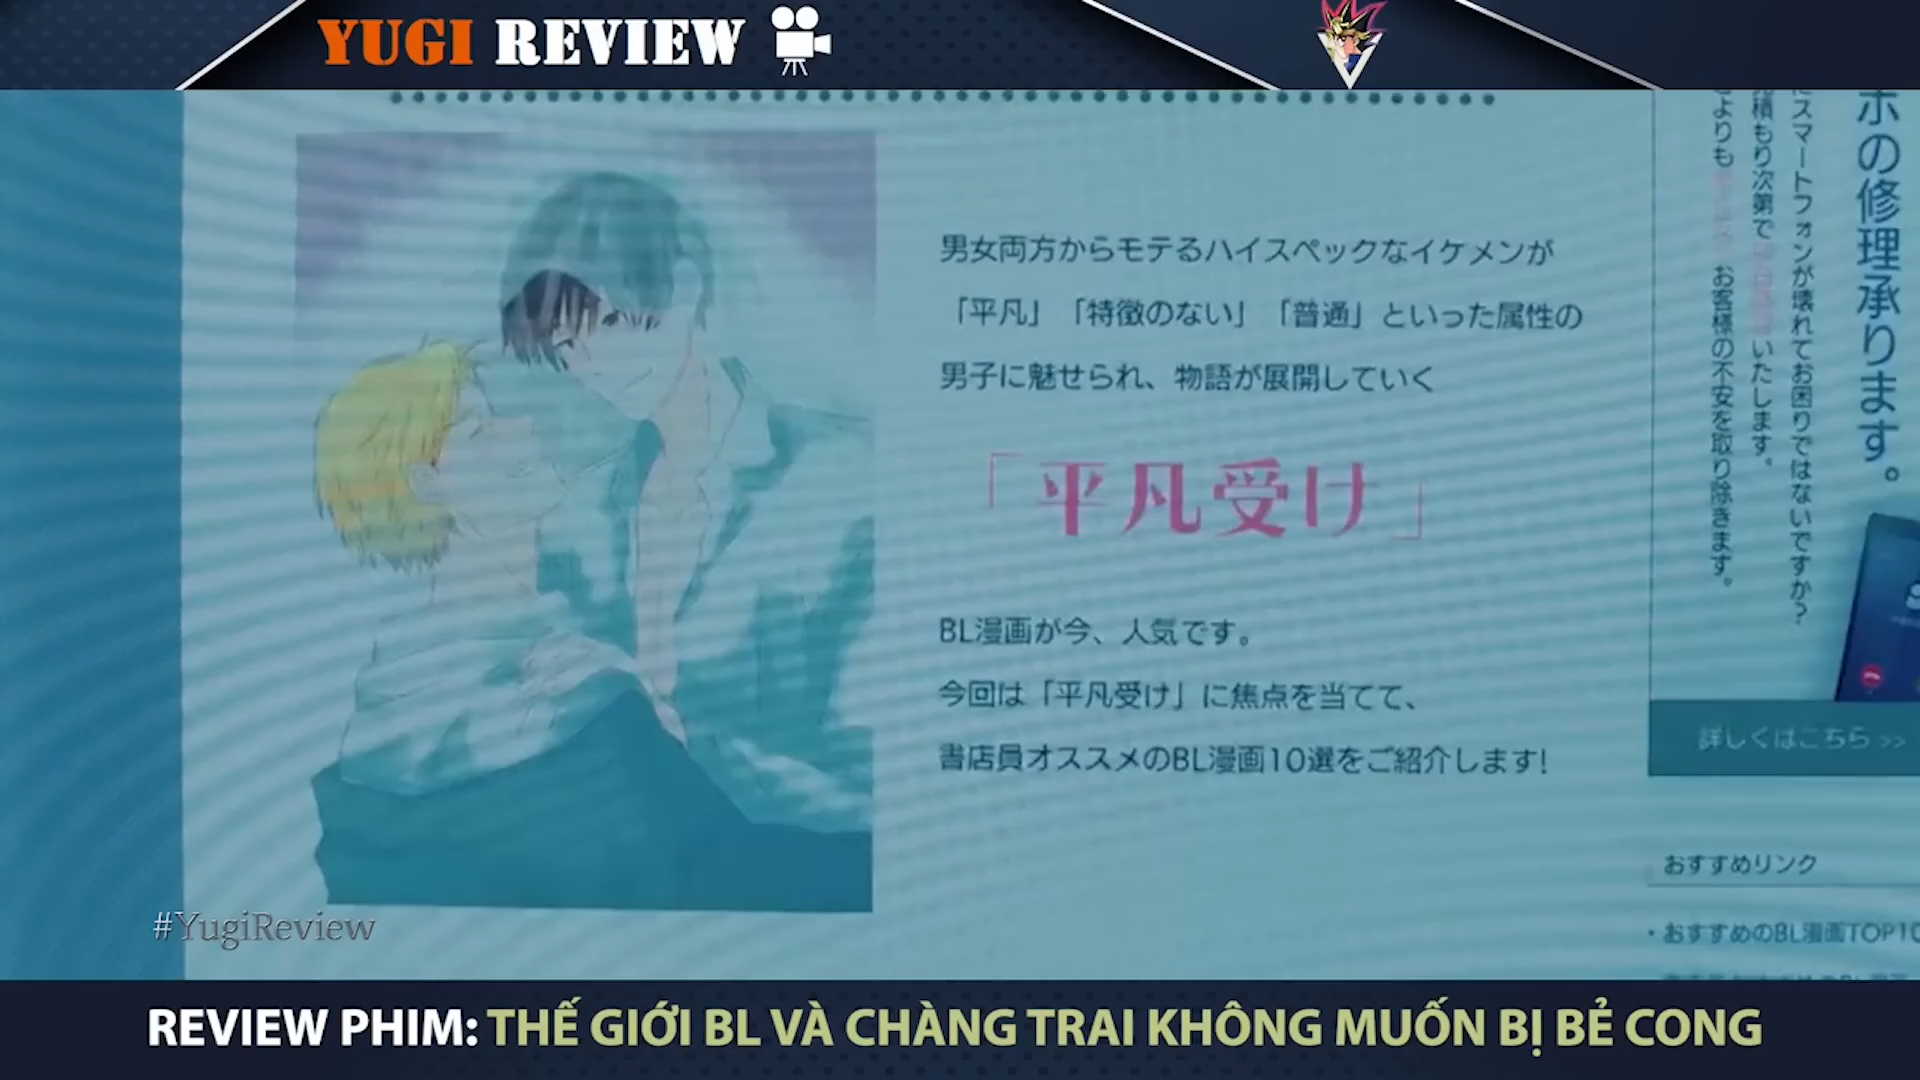 YUGI REVIEW
男女両方からモテるハイスペックなイケメンが
「平凡」「特徴のない」「普通」といった属性の
男子に魅せられ、物語が展開していく
「平凡受け」
BL漫画が今、人気です。
今回は「平凡受け」に焦点を当てて、
書店員オススメのBL漫画10選をご紹介します!
ホの修理承ります。
スマートフォンが壊れてお困りではないですか?
積もり次第で
いたします。
よりも
お客様の不安を取り除きます。
詳しくはこちら >>
おすすめリンク
・おすすめのBL漫画TOP10
#YugiReview
REVIEW PHIM: THẾ GIỚI BL VÀ CHÀNG TRAI KHÔNG MUỐN BỊ BẺ CONG